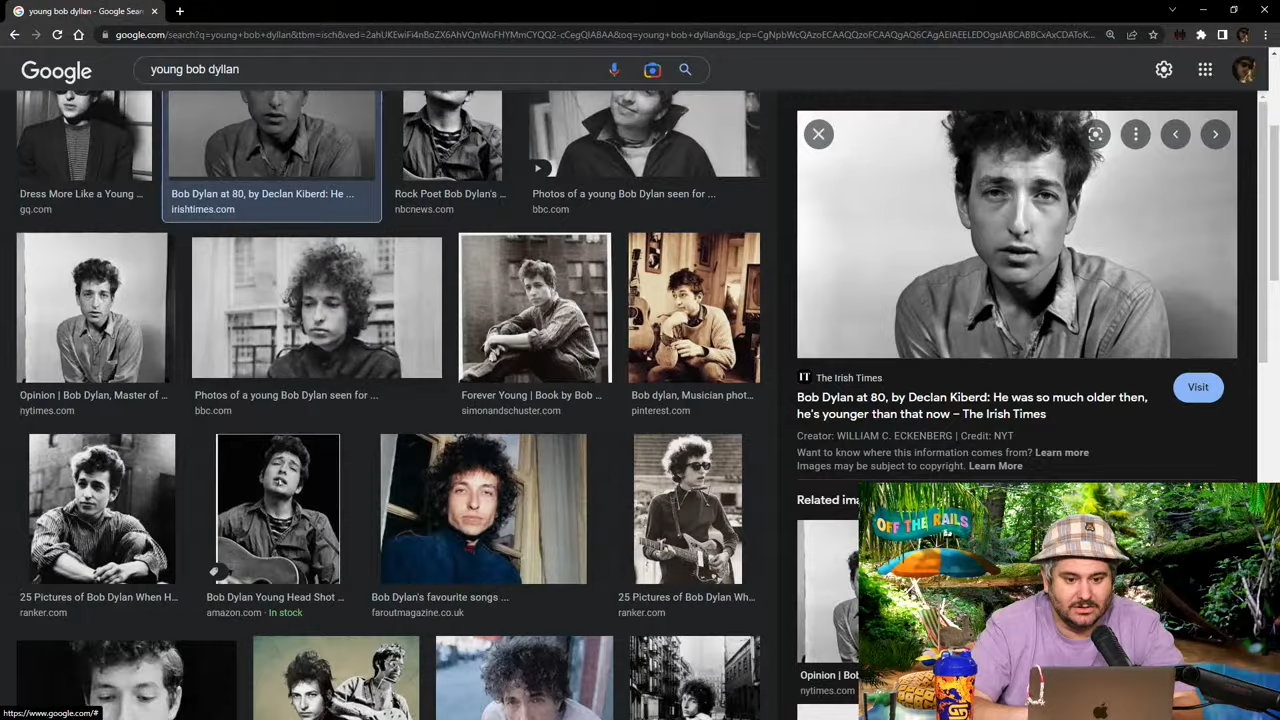 young bob dyllan - Google Sear
google.com/search?q=young+bob+dyllan&tbm=isch&ved=2ahUKEwiFi4nBoZX6AhVQnWoFHYMmCYQQ2-cCegQIABAA&oq=young+bob+dyllan&gs_lcp=
Google
young bob dyllan
Dress More Like a Young ...
gq.com
Bob Dylan at 80, by Declan Kiberd: He ...
irishtimes.com
Rock Poet Bob Dylan's ...
nbcnews.com
Photos of a young Bob Dylan seen for ...
bbc.com
Opinion | Bob Dylan, Master of ...
nytimes.com
Photos of a young Bob Dylan seen for ...
bbc.com
Forever Young | Book by Bob ...
simonandschuster.com
Bob dylan, Musician phot...
pinterest.com
25 Pictures of Bob Dylan When H...
ranker.com
Bob Dylan Young Head Shot ...
amazon.com · In stock
Bob Dylan's favourite songs ...
faroutmagazine.co.uk
25 Pictures of Bob Dylan Wh...
ranker.com
https://www.google.com/#
IT The Irish Times
Visit
Bob Dylan at 80, by Declan Kiberd: He was so much older then,
he's younger than that now – The Irish Times
Creator: WILLIAM C. ECKENBERG | Credit: NYT
Want to know where this information comes from? Learn more
Images may be subject to copyright. Learn More
Related ima
Opinion | Bob
nytimes.com
OFF THE RAILS